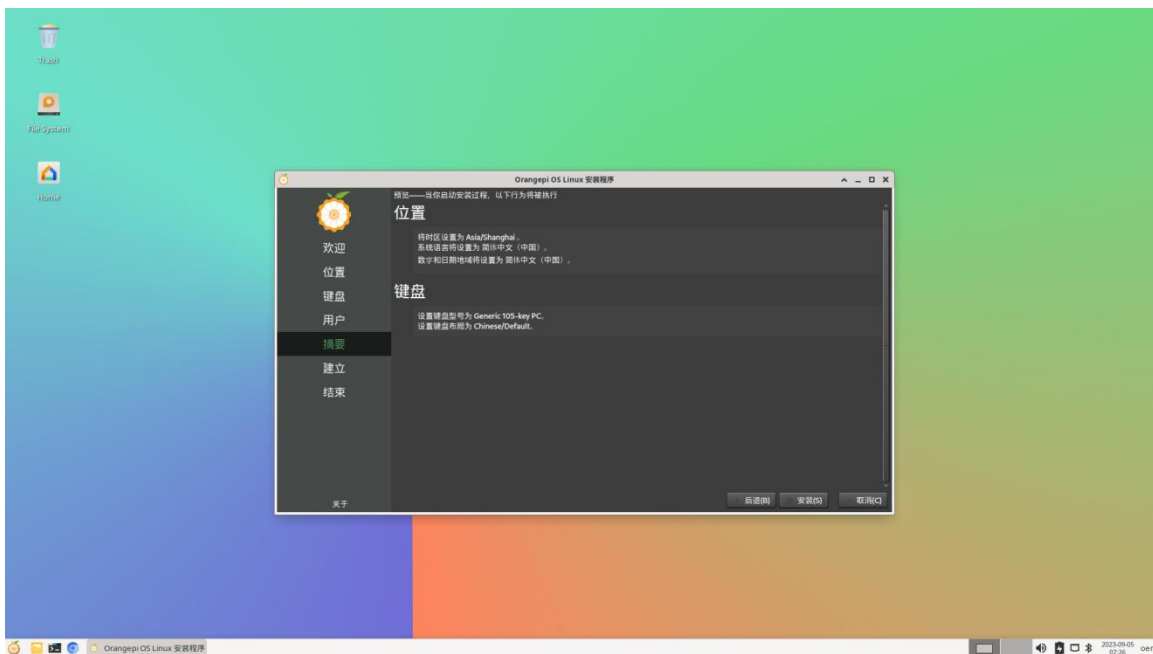 Trash
File System
Home
Orangepi OS Linux 安装程序
欢迎
位置
键盘
用户
摘要
建立
结束
关于
预览——当你启动安装过程，以下行为将被执行
位置
将时区设置为 Asia/Shanghai。
系统语言将设置为 简体中文（中国）。
数字和日期地域将设置为 简体中文（中国）。
键盘
设置键盘型号为 Generic 105-key PC.
设置键盘布局为 Chinese/Default.
后退(B)
安装(S)
取消(C)
Orangepi OS Linux 安装程序
2023-09-05
07:26
oem